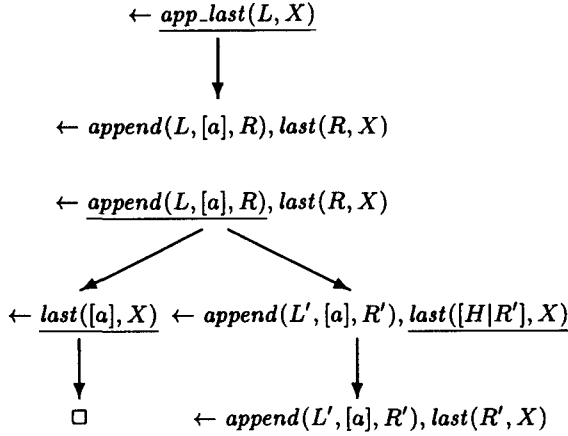 ← app_last(L, X)
← append(L, [a], R), last(R, X)
← append(L, [a], R), last(R, X)
← last([a], X) ← append(L′, [a], R′), last([H|R′], X)
□ ← append(L′, [a], R′), last(R′, X)